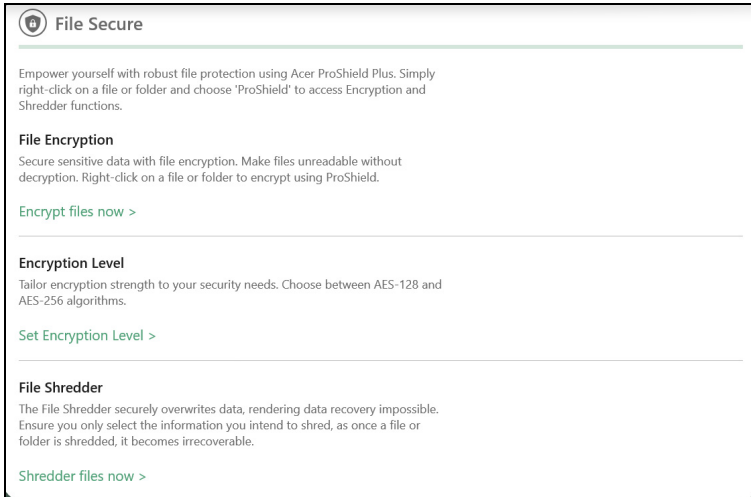 File Secure
Empower yourself with robust file protection using Acer ProShield Plus. Simply
right-click on a file or folder and choose 'ProShield' to access Encryption and
Shredder functions.
File Encryption
Secure sensitive data with file encryption. Make files unreadable without
decryption. Right-click on a file or folder to encrypt using ProShield.
Encrypt files now >
Encryption Level
Tailor encryption strength to your security needs. Choose between AES-128 and
AES-256 algorithms.
Set Encryption Level >
File Shredder
The File Shredder securely overwrites data, rendering data recovery impossible.
Ensure you only select the information you intend to shred, as once a file or
folder is shredded, it becomes irrecoverable.
Shredder files now >